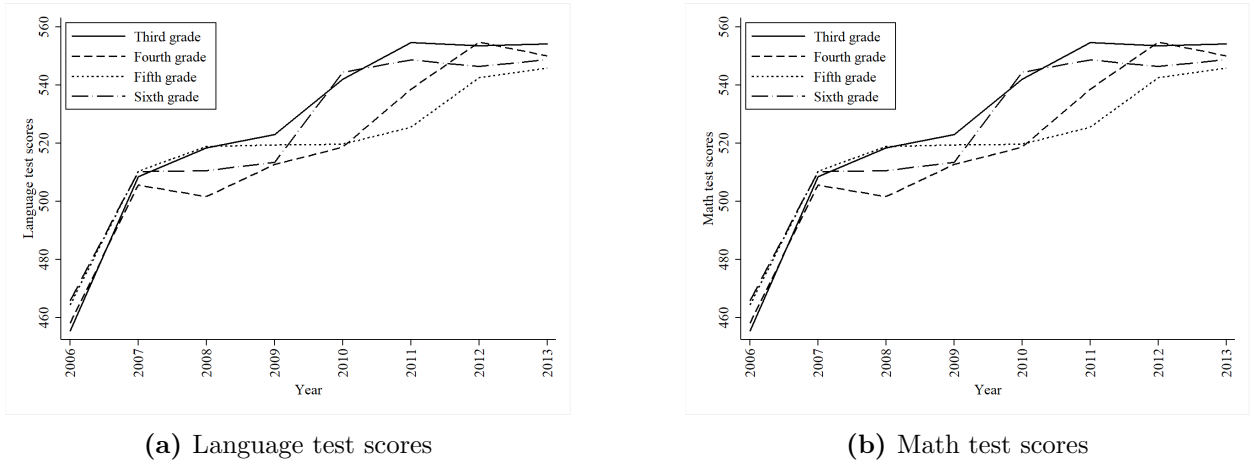 Language test scores
560
540
520
500
480
460
Third grade
Fourth grade
Fifth grade
Sixth grade
2006
2007
2008
2009
2010
2011
2012
2013
Year
(a) Language test scores
Math test scores
560
540
520
500
480
460
Third grade
Fourth grade
Fifth grade
Sixth grade
2006
2007
2008
2009
2010
2011
2012
2013
Year
(b) Math test scores